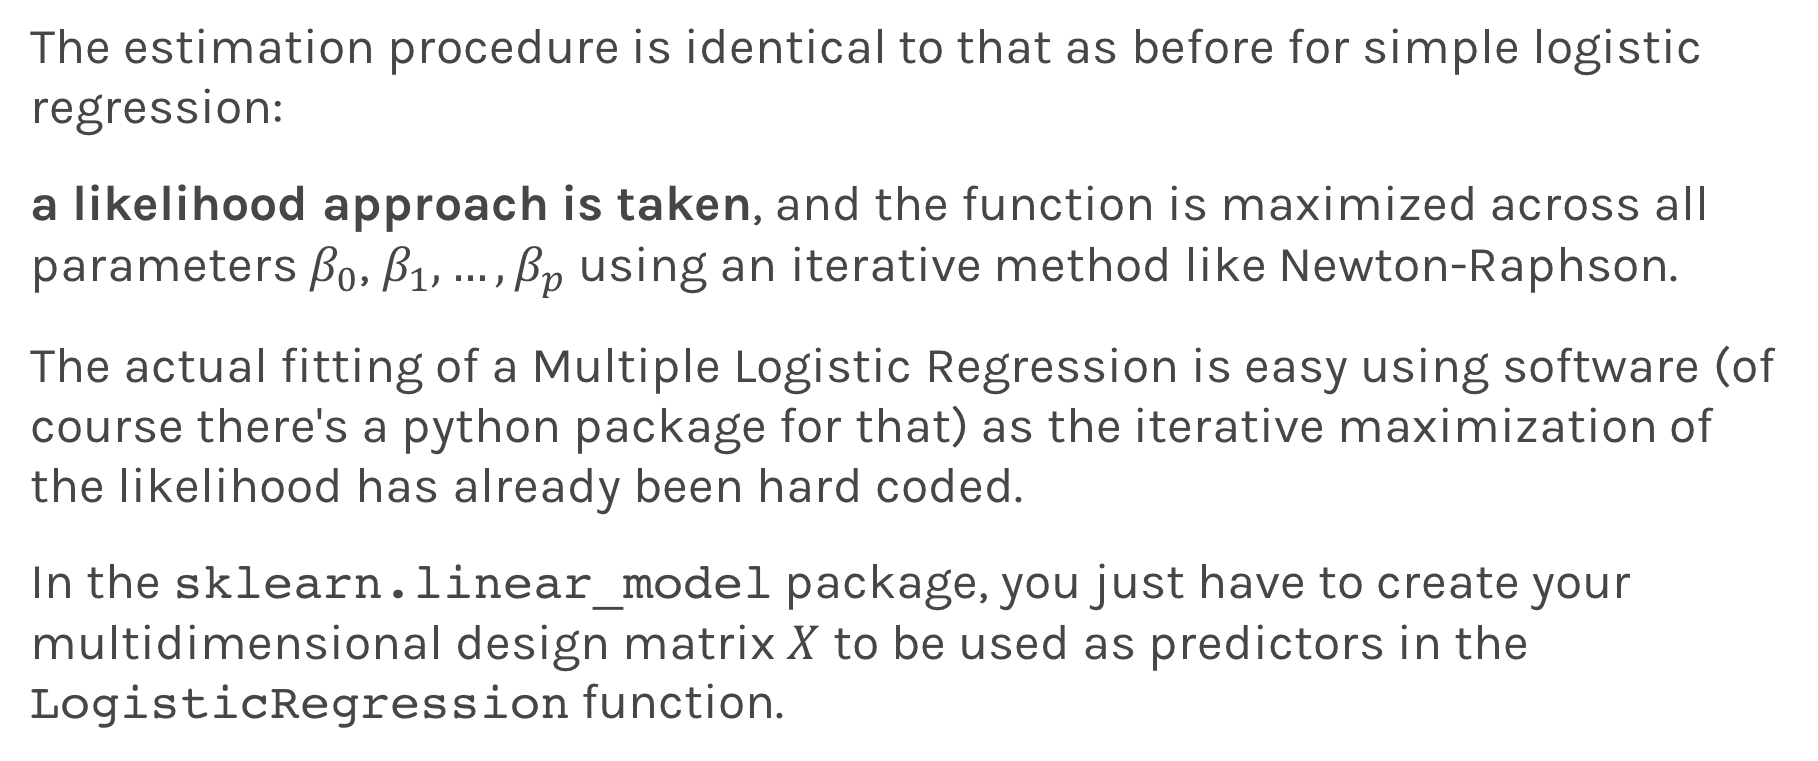 The estimation procedure is identical to that as before for simple logistic
regression:
a likelihood approach is taken, and the function is maximized across all
parameters β₀, β₁, … , βₚ using an iterative method like Newton-Raphson.
The actual fitting of a Multiple Logistic Regression is easy using software (of
course there's a python package for that) as the iterative maximization of
the likelihood has already been hard coded.
In the sklearn.linear_model package, you just have to create your
multidimensional design matrix X to be used as predictors in the
LogisticRegression function.